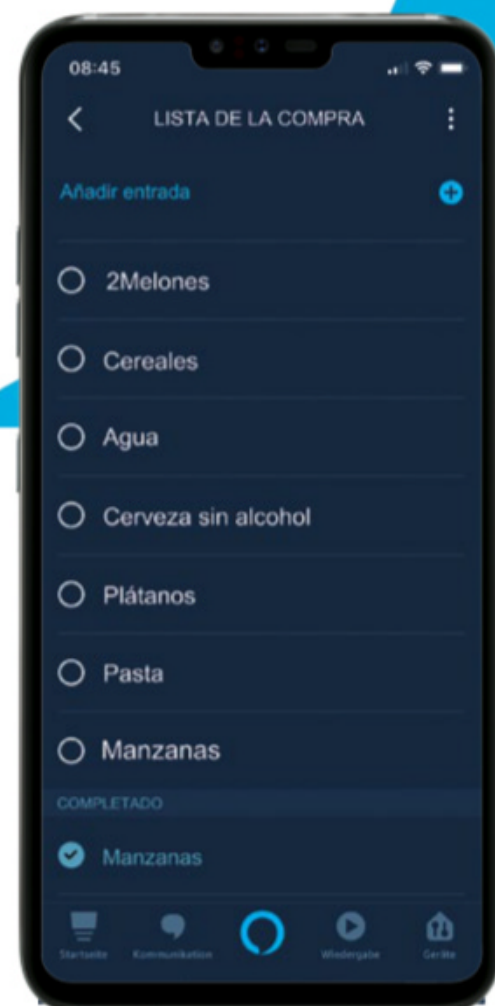 08:45
LISTA DE LA COMPRA
Añadir entrada
2Melones
Cereales
Agua
Cerveza sin alcohol
Plátanos
Pasta
Manzanas
COMPLETADO
Manzanas
Startseite Kommunikation Wiedergabe Geräte